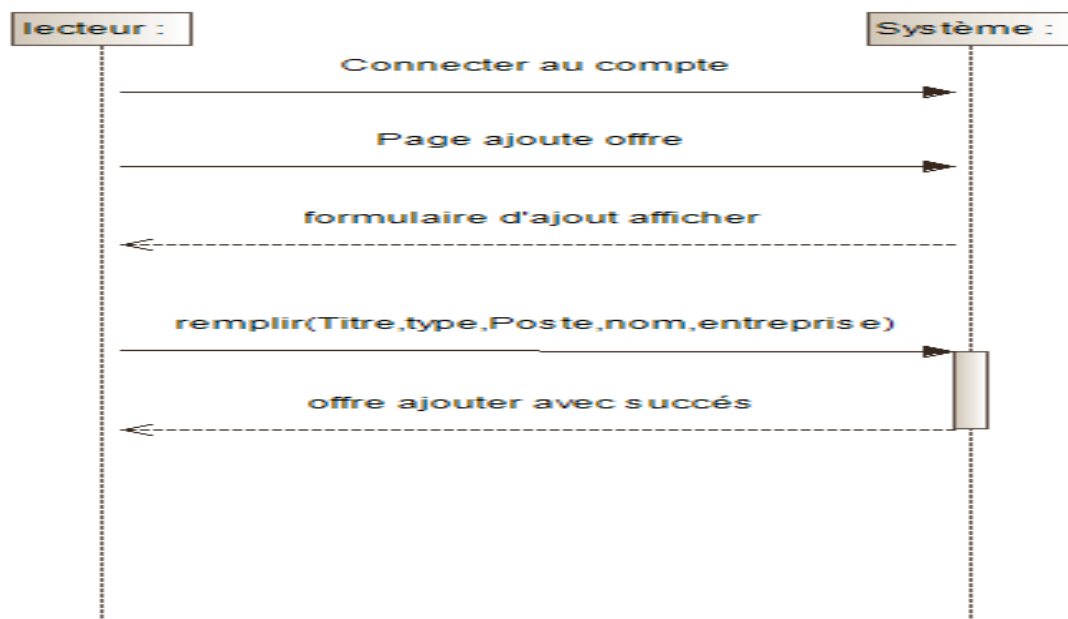 lecteur :
Système :
Connecter au compte
Page ajoute offre
formulaire d'ajout afficher
remplir(Titre,type,Poste,nom,entreprise)
offre ajouter avec succés